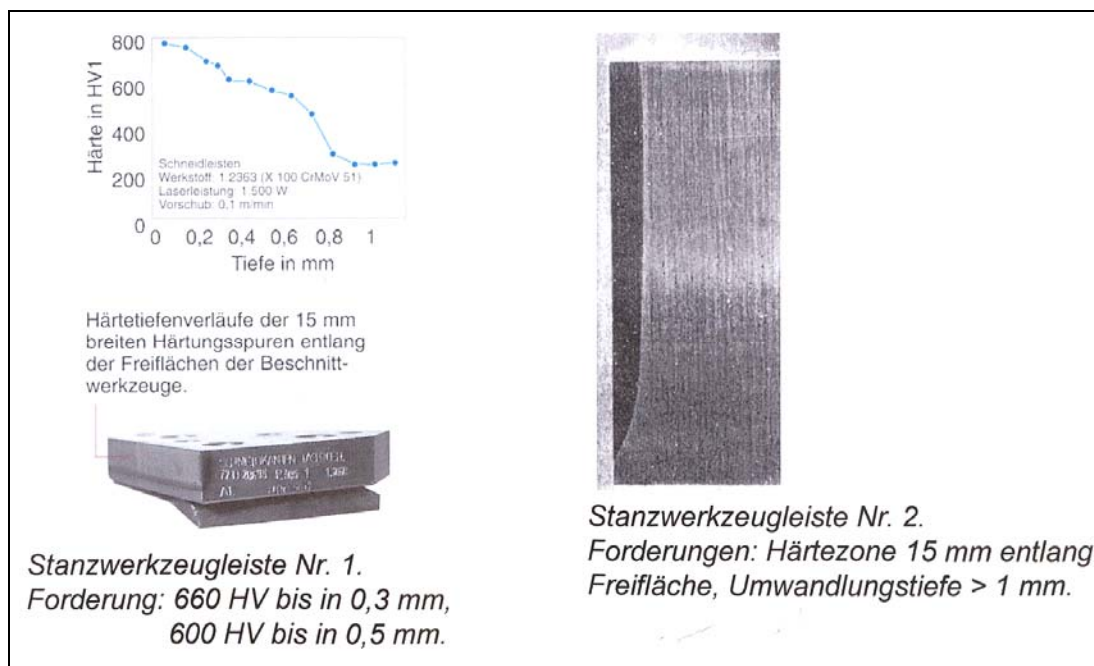 800
600
400
200
0
Härte in HV1
Schneidleisten
Werkstoff: 1.2363 (X 100 CrMoV 51)
Laserleistung: 1.500 W
Vorschub: 0,1 m/min
0 0,2 0,4 0,6 0,8 1
Tiefe in mm
Härtetiefenverläufe der 15 mm
breiten Härtungsspuren entlang
der Freiflächen der Beschnitt-
werkzeuge.
Stanzwerkzeugleiste Nr. 1.
Forderung: 660 HV bis in 0,3 mm,
600 HV bis in 0,5 mm.
Stanzwerkzeugleiste Nr. 2.
Forderungen: Härtezone 15 mm entlang
Freifläche, Umwandlungstiefe > 1 mm.